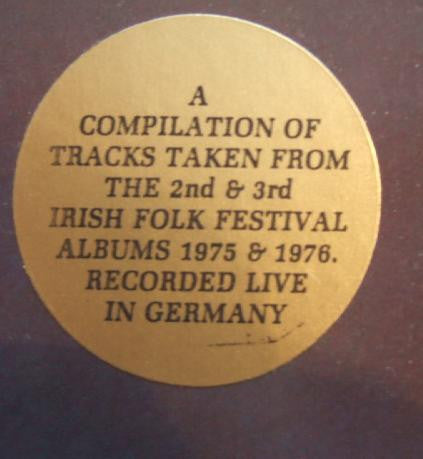 A
COMPILATION OF
TRACKS TAKEN FROM
THE 2nd & 3rd
IRISH FOLK FESTIVAL
ALBUMS 1975 & 1976.
RECORDED LIVE
IN GERMANY